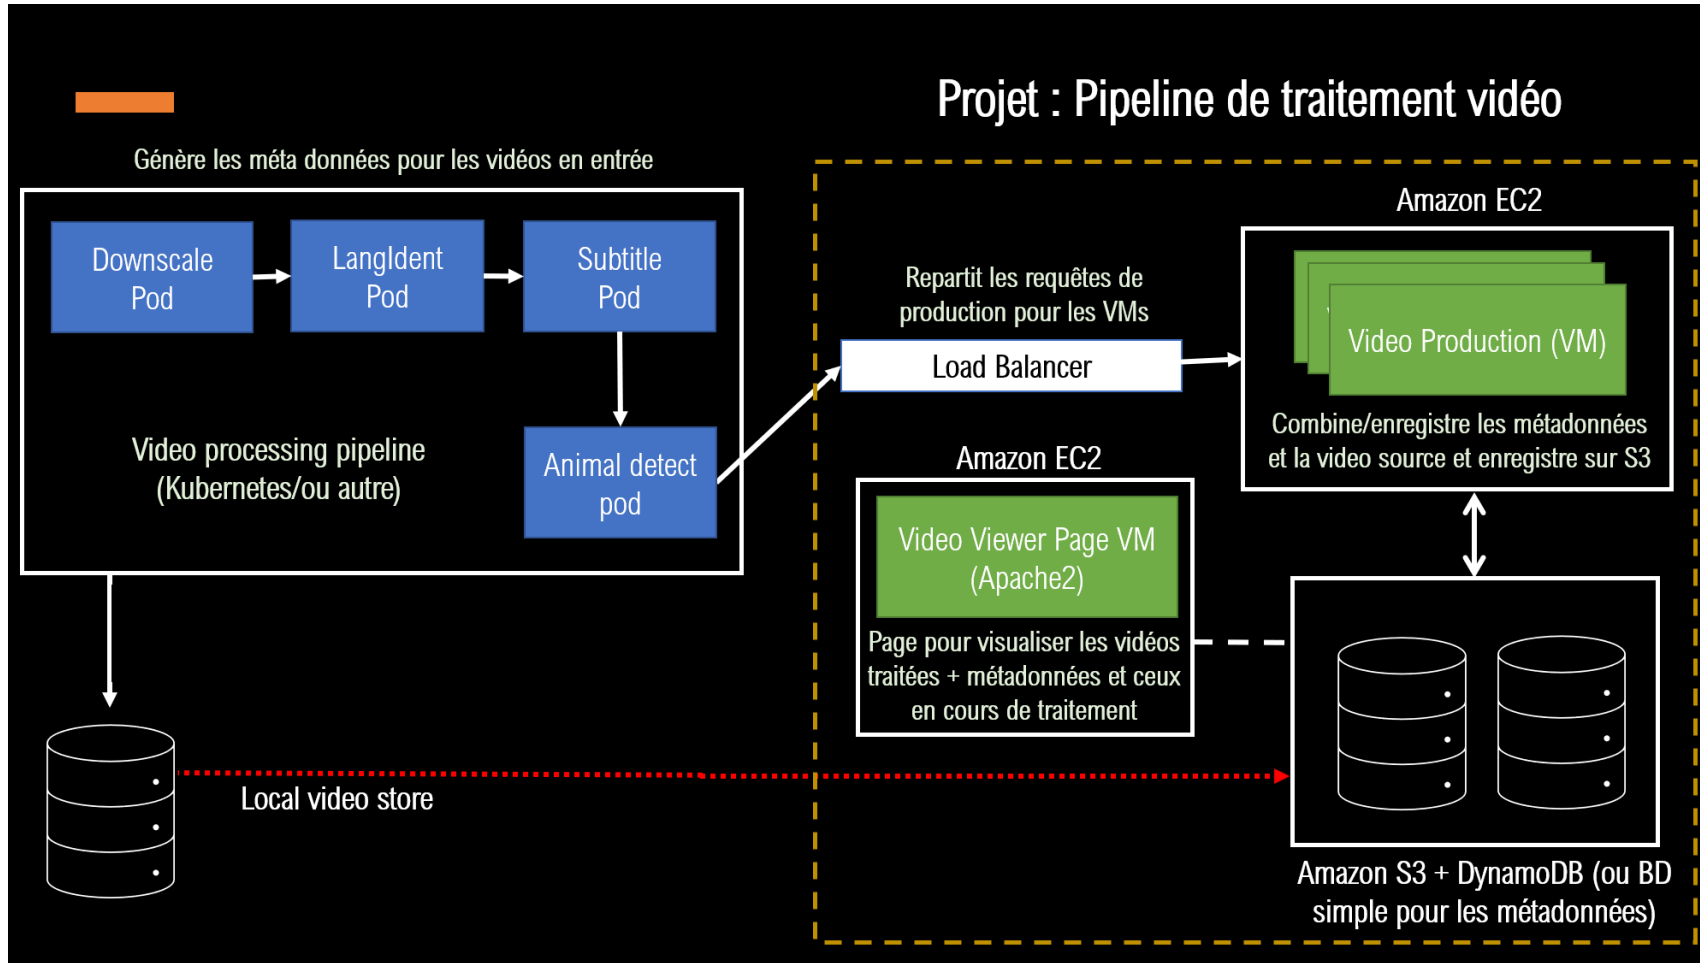 Projet : Pipeline de traitement vidéo
Génère les méta données pour les vidéos en entrée
Downscale
Pod
LangIdent
Pod
Subtitle
Pod
Video processing pipeline
(Kubernetes/ou autre)
Animal detect
pod
Local video store
Repartit les requêtes de
production pour les VMs
Load Balancer
Amazon EC2
Video Production (VM)
Combine/enregistre les métadonnées
et la video source et enregistre sur S3
Amazon EC2
Video Viewer Page VM
(Apache2)
Page pour visualiser les vidéos
traitées + métadonnées et ceux
en cours de traitement
Amazon S3 + DynamoDB (ou BD
simple pour les métadonnées)